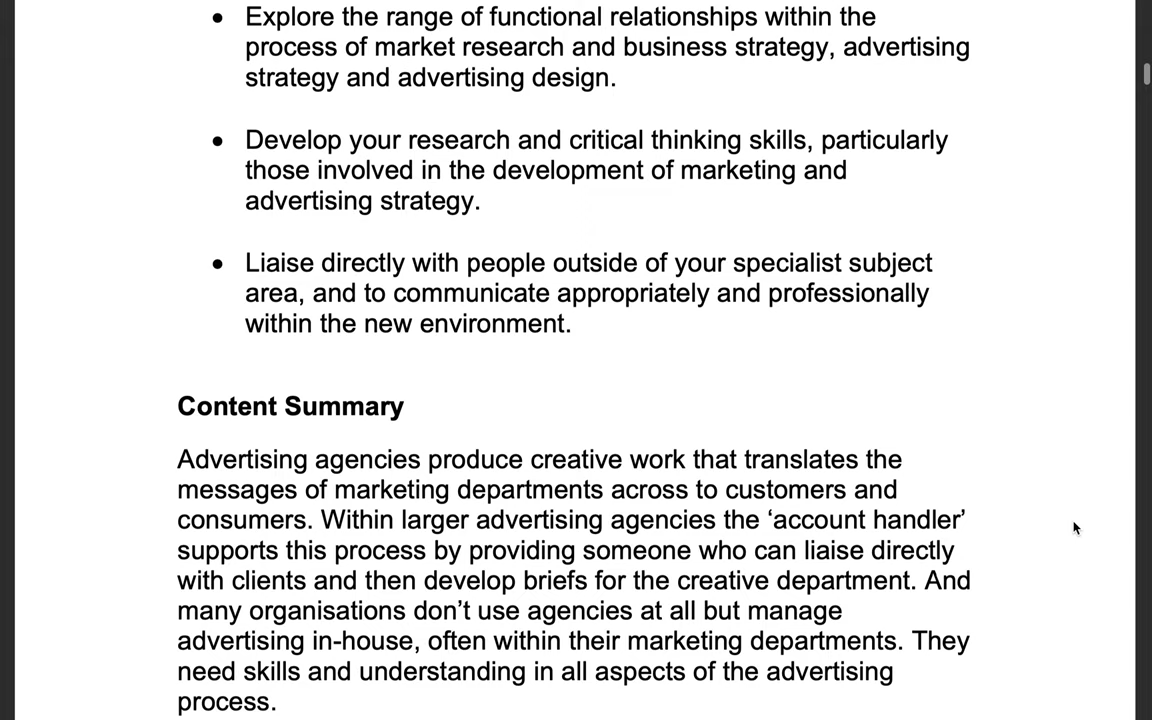 • Explore the range of functional relationships within the
process of market research and business strategy, advertising
strategy and advertising design.
• Develop your research and critical thinking skills, particularly
those involved in the development of marketing and
advertising strategy.
• Liaise directly with people outside of your specialist subject
area, and to communicate appropriately and professionally
within the new environment.
Content Summary
Advertising agencies produce creative work that translates the
messages of marketing departments across to customers and
consumers. Within larger advertising agencies the ‘account handler’
supports this process by providing someone who can liaise directly
with clients and then develop briefs for the creative department. And
many organisations don’t use agencies at all but manage
advertising in-house, often within their marketing departments. They
need skills and understanding in all aspects of the advertising
process.